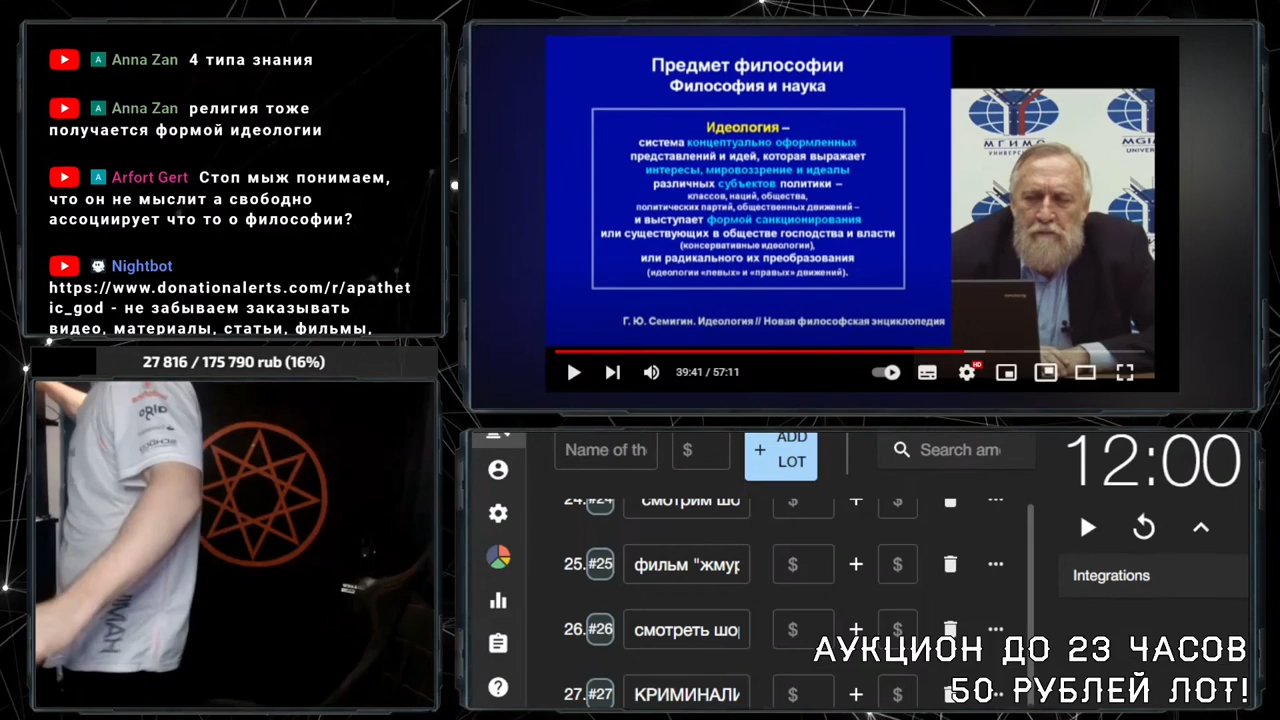 Anna Zan 4 типа знания
Anna Zan религия тоже
получается формой идеологии
Arfort Gert Стоп мыж понимаем,
что он не мыслит а свободно
ассоциирует что то о философии?
Nightbot
https://www.donationalerts.com/r/apathet
ic_god - не забываем заказывать
видео, материалы, статьи, фильмы,
27 816 / 175 790 rub (16%)
Предмет философии
Философия и наука
Идеология –
система концептуально оформленных
представлений и идей, которая выражает
интересы, мировоззрение и идеалы
различных субъектов политики –
классов, наций, общества,
политических партий, общественных движений –
и выступает формой санкционирования
или существующих в обществе господства и власти
(консервативные идеологии),
или радикального их преобразования
(идеологии «левых» и «правых» движений).
Г. Ю. Семигин. Идеология // Новая философская энциклопедия
МГИМО
УНИВЕР
MGI
UNIVER
39:41 / 57:11
HD
Name of th
$
+ ADD
LOT
Search am
12:00
24. #24 смотрим шо $ + $
25. #25 фильм "жмур $ + $
26. #26 смотреть шо $ + $
27. #27 КРИМИНАЛИ $ + $
Integrations
АУКЦИОН ДО 23 ЧАСОВ
50 РУБЛЕЙ ЛОТ!